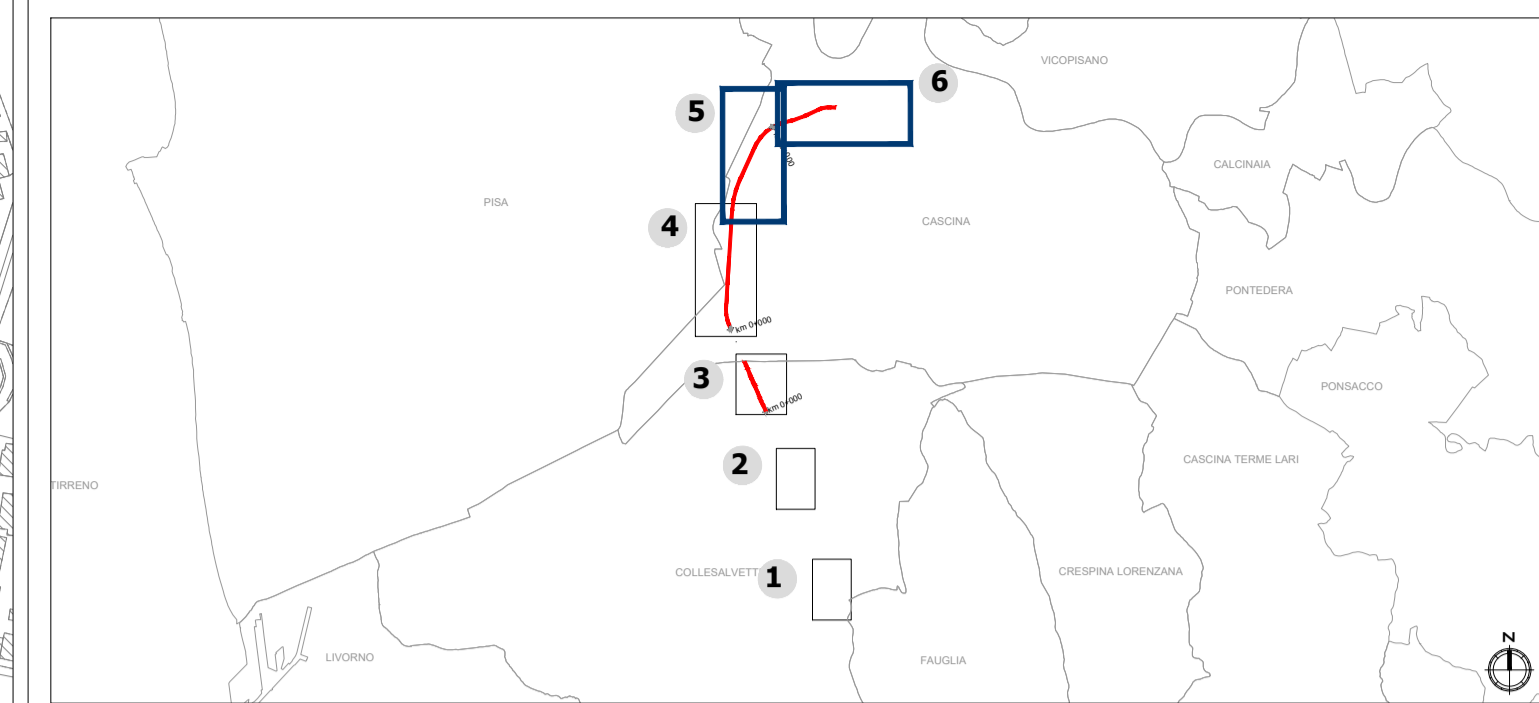 VICOPISANO
6
5
CALCINAIA
PISA
4
CASCINA
PONTEDERA
km 0+000
3
PONSACCO
km 0+000
2
CASCINA TERME LARI
TIRRENO
COLLESALVETT
1
CRESPINA LORENZANA
N
LIVORNO
FAUGLIA